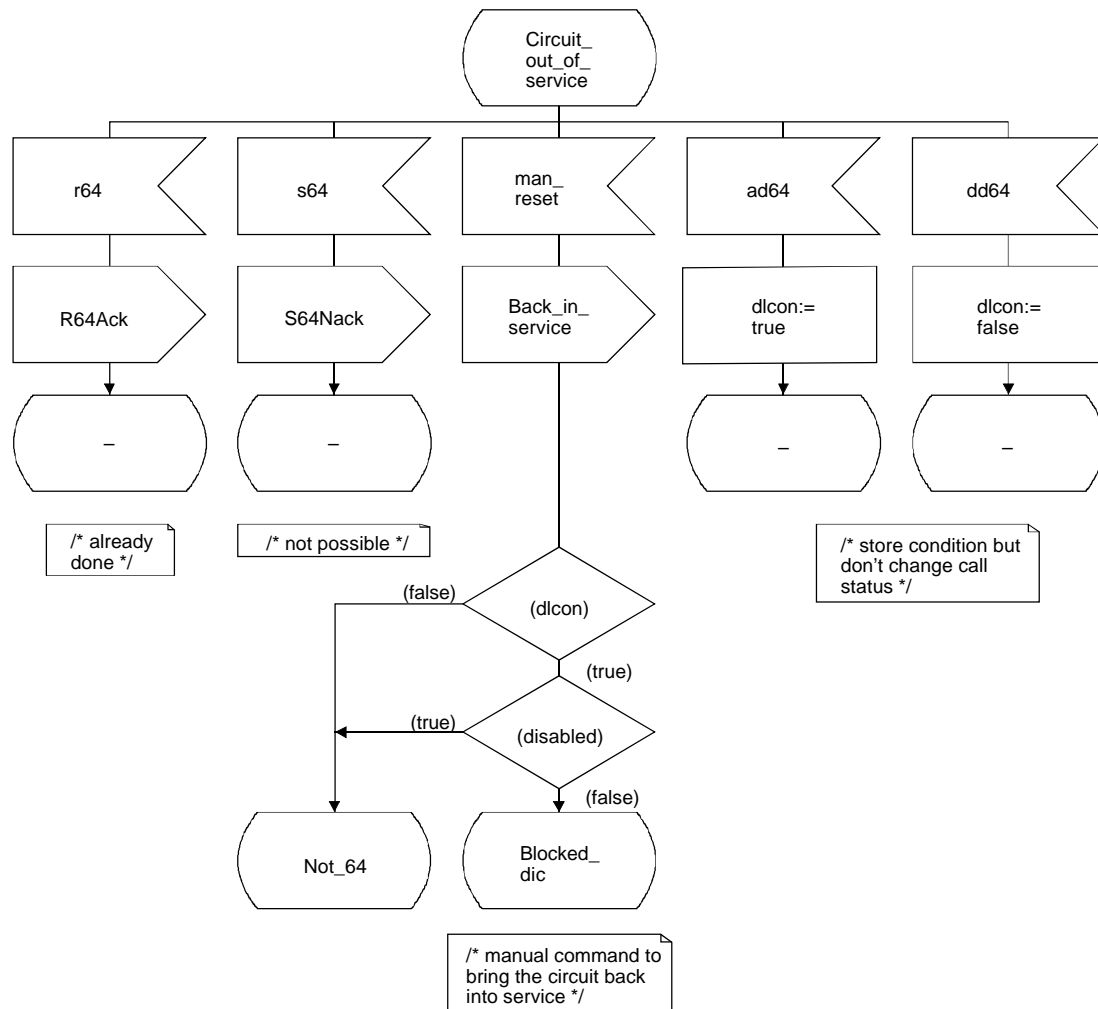 Circuit_
out_of_
service
r64
s64
man_
reset
ad64
dd64
R64Ack
S64Nack
Back_in_
service
dlcon:=
true
dlcon:=
false
–
–
–
–
/* already
done */
/* not possible */
/* store condition but
don't change call
status */
(false)
(dlcon)
(true)
(true)
(disabled)
(false)
Not_64
Blocked_
dic
/* manual command to
bring the circuit back
into service */